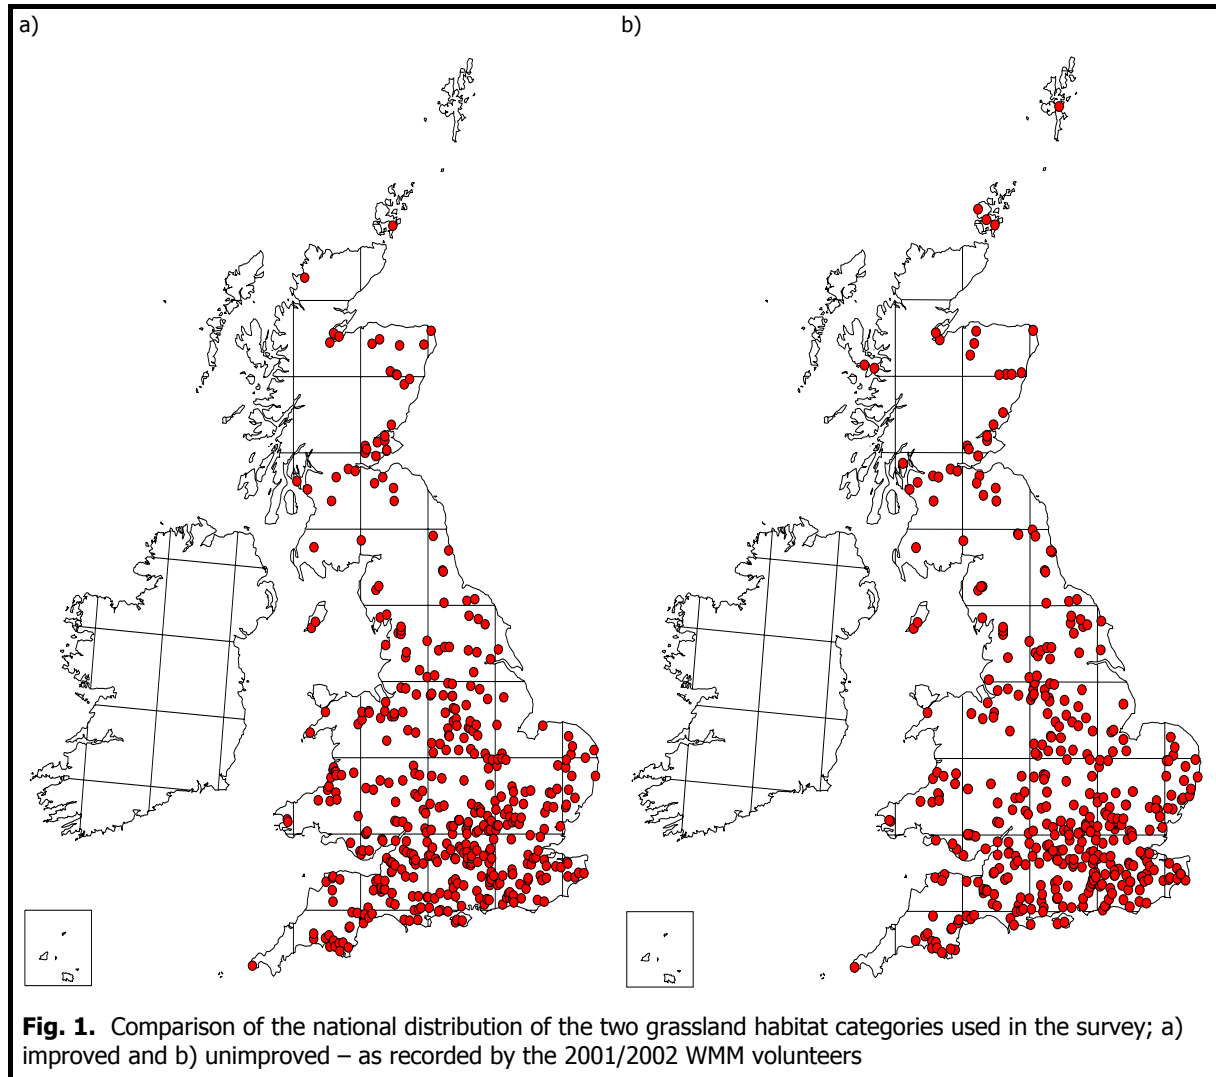 a)
b)
Fig. 1. Comparison of the national distribution of the two grassland habitat categories used in the survey; a)
improved and b) unimproved – as recorded by the 2001/2002 WMM volunteers